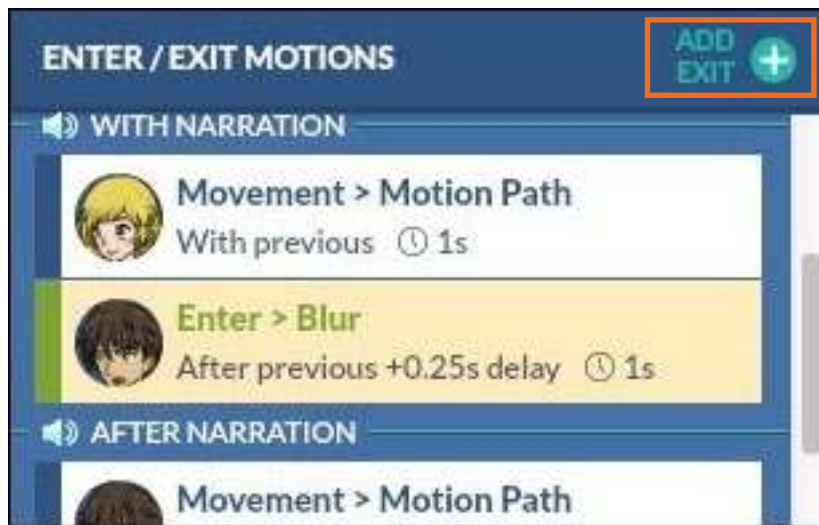 ENTER / EXIT MOTIONS
ADD
EXIT
WITH NARRATION
Movement > Motion Path
With previous 1s
Enter > Blur
After previous +0.25s delay 1s
AFTER NARRATION
Movement > Motion Path